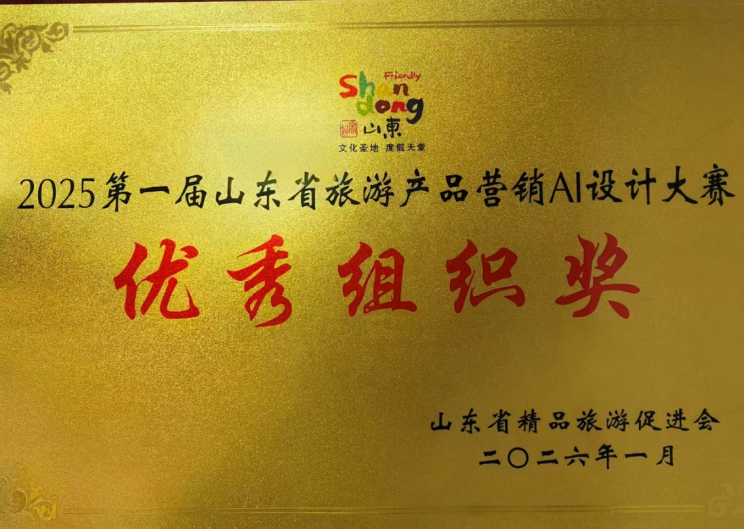 Friendly
Shandong
山東
文化圣地 度假天堂
2025第一届山东省旅游产品营销AI设计大赛
优秀组织奖
山东省精品旅游促进会
二〇二六年一月